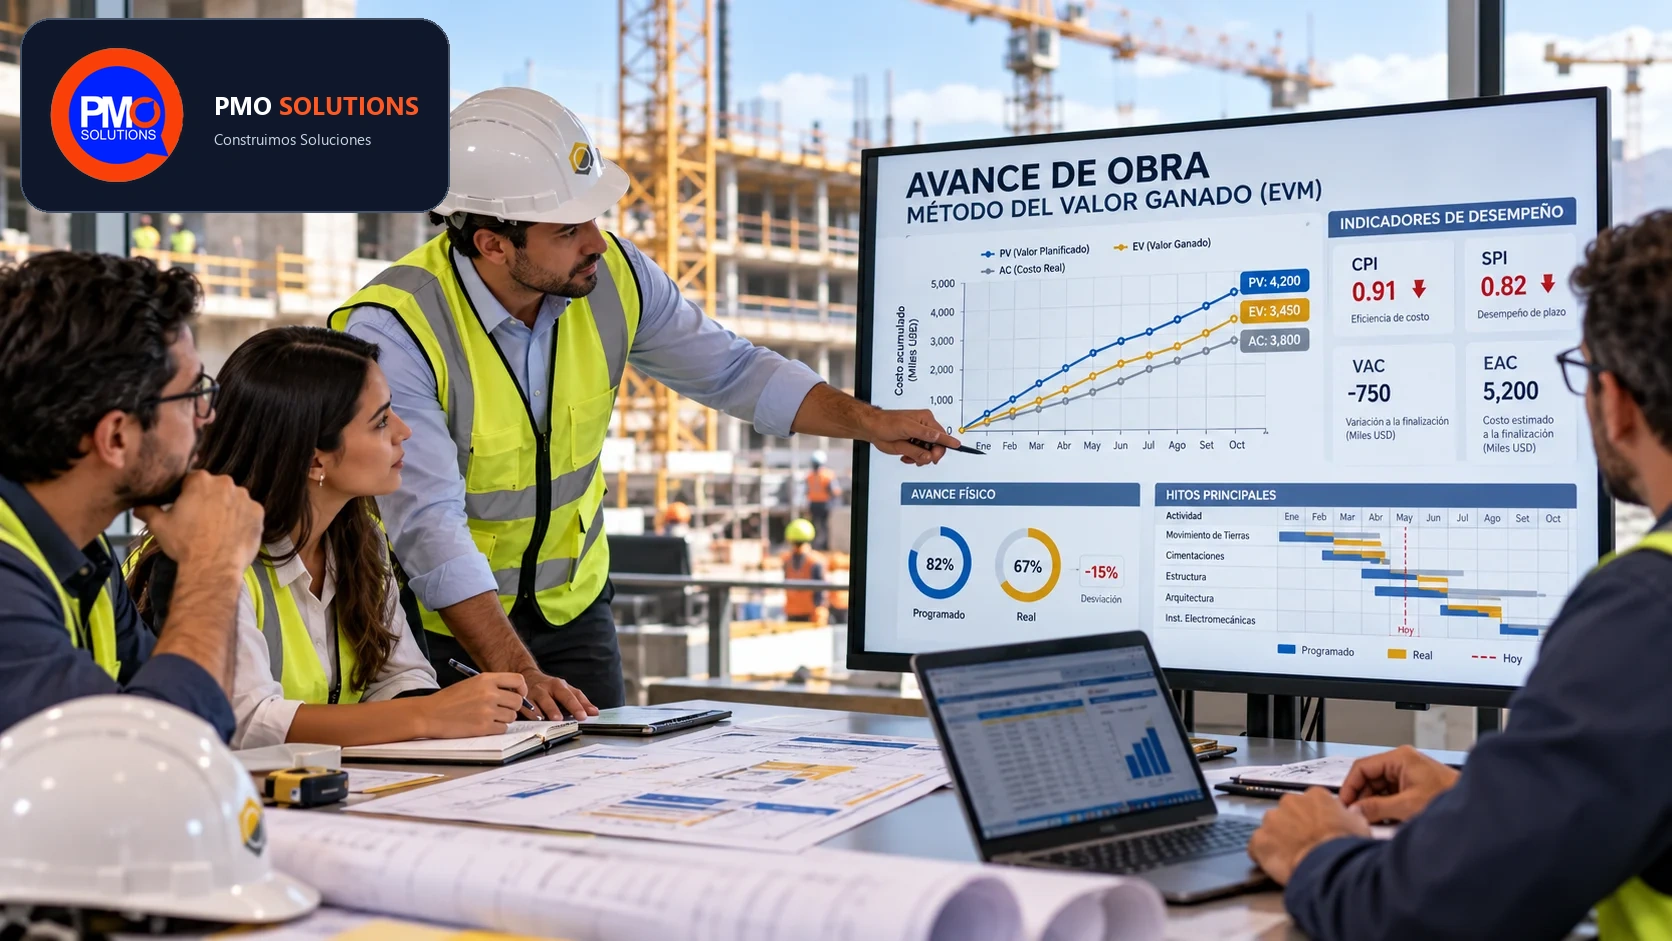 PMO
SOLUTIONS
PMO SOLUTIONS
Construimos Soluciones
AVANCE DE OBRA
MÉTODO DEL VALOR GANADO (EVM)
PV (Valor Planificado)
EV (Valor Ganado)
AC (Costo Real)
Costo acumulado
(Miles USD)
5,000
4,000
3,000
2,000
1,000
0
Ene Feb Mar Abr May Jun Jul Ago Set Oct
PV: 4,200
EV: 3,450
AC: 3,800
INDICADORES DE DESEMPEÑO
CPI
0.91
Eficiencia de costo
SPI
0.82
Desempeño de plazo
VAC
-750
Variación a la finalización
(Miles USD)
EAC
5,200
Costo estimado
a la finalización
(Miles USD)
AVANCE FÍSICO
82%
Programado
67%
Real
-15%
Desviación
HITOS PRINCIPALES
Actividad Ene Feb Mar Abr May Jun Jul Ago Set Oct
Movimiento de Tierras
Cimentaciones
Estructura
Arquitectura
Inst. Electromecánicas
Hoy
Programado Real Hoy